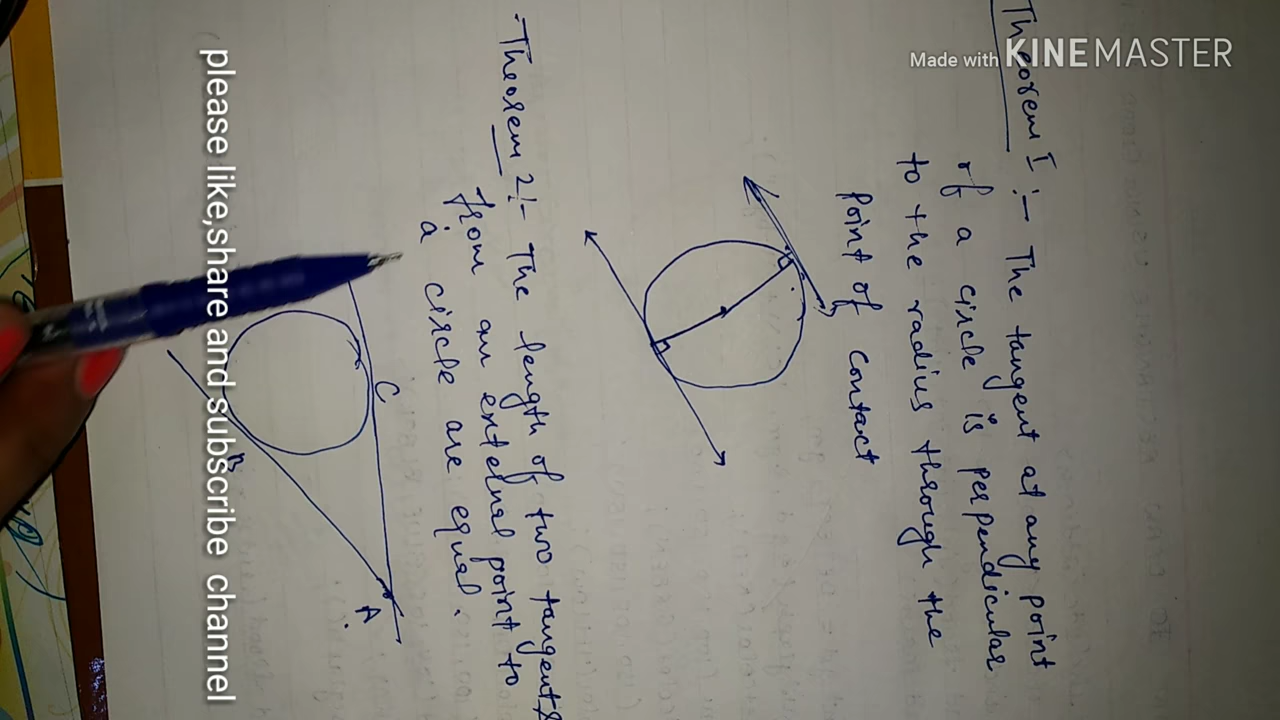 Made with KINEMASTER
Theorem I :- The tangent at any point
of a circle is perpendicular
to the radius through the
point of contact
Theorem 2:- The length of two tangents
from an external point to
a circle are equal.
C
B
A
please like,share and subscribe channel